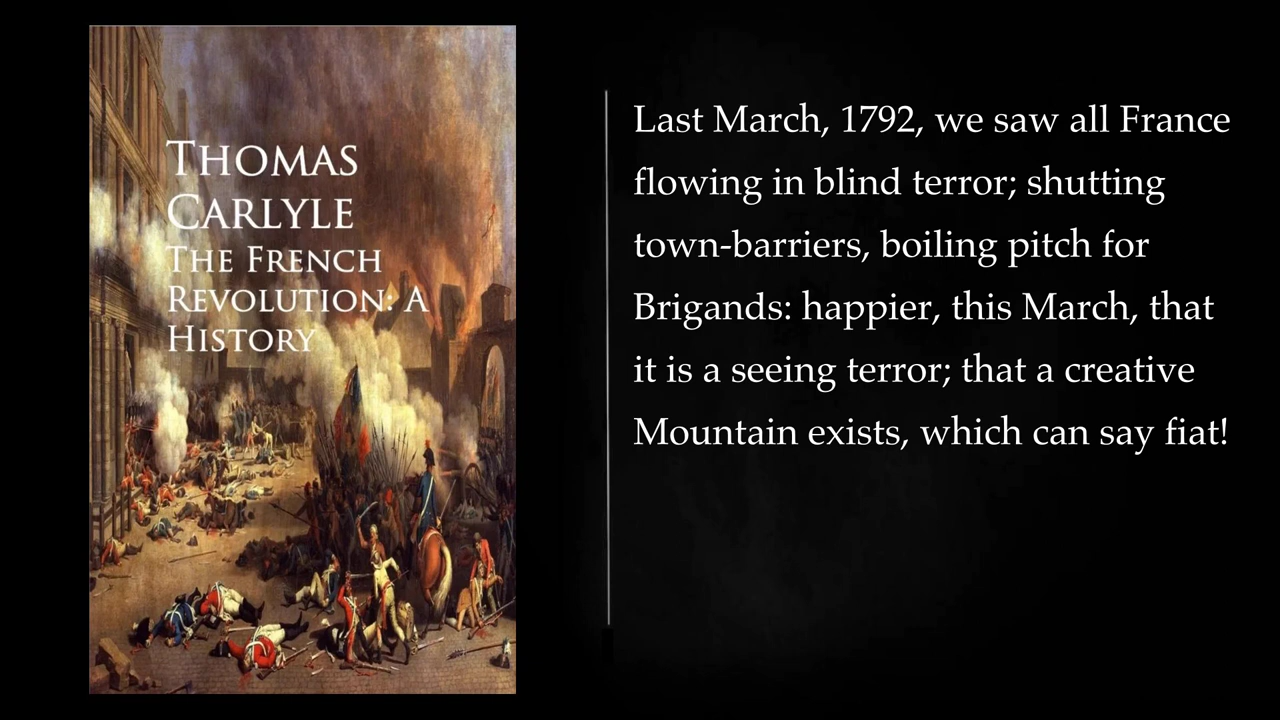 THOMAS
CARLYLE
THE FRENCH
REVOLUTION: A
HISTORY
Last March, 1792, we saw all France
flowing in blind terror; shutting
town-barriers, boiling pitch for
Brigands: happier, this March, that
it is a seeing terror; that a creative
Mountain exists, which can say fiat!